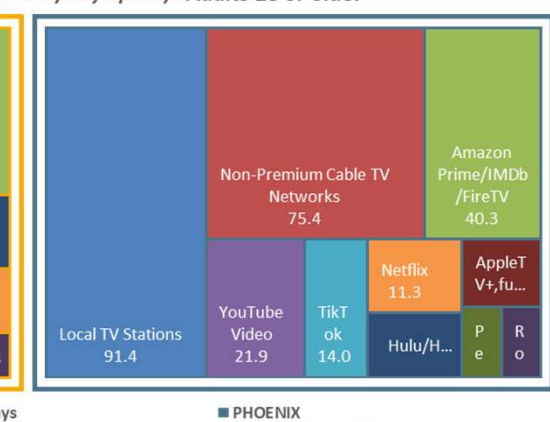 Adults 18 or older
Non-Premium Cable TV
Networks
75.4
Amazon
Prime/IMDb
/FireTV
40.3
Local TV Stations
91.4
YouTube
Video
21.9
TikT
ok
14.0
Netflix
11.3
AppleT
V+,fu...
Hulu/H...
P
e
R
o
PHOENIX